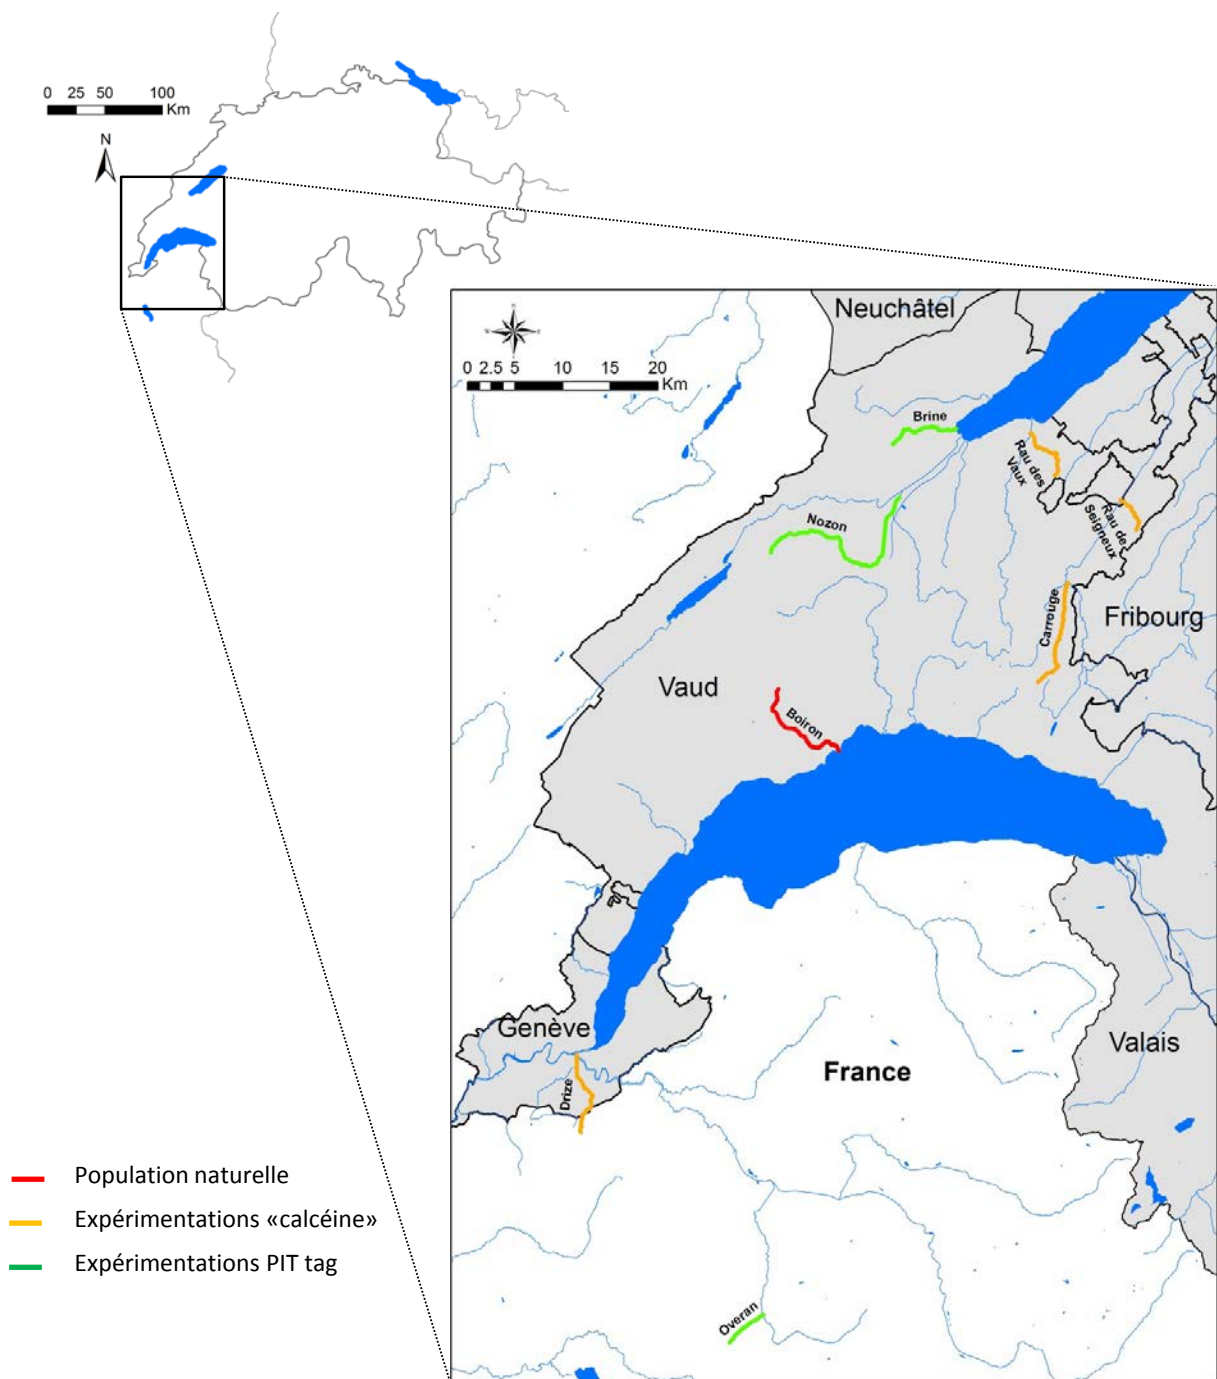 0 25 50 100
Km
N
Neuchâtel
0 2.5 5 10 15 20
Km
Brine
Rau des
Vaux
Rau de
Seigneux
Nozon
Carrouge
Fribourg
Vaud
Boiron
Genève
Drize
France
Valais
Overan
Population naturelle
Expérimentations «calcéine»
Expérimentations PIT tag